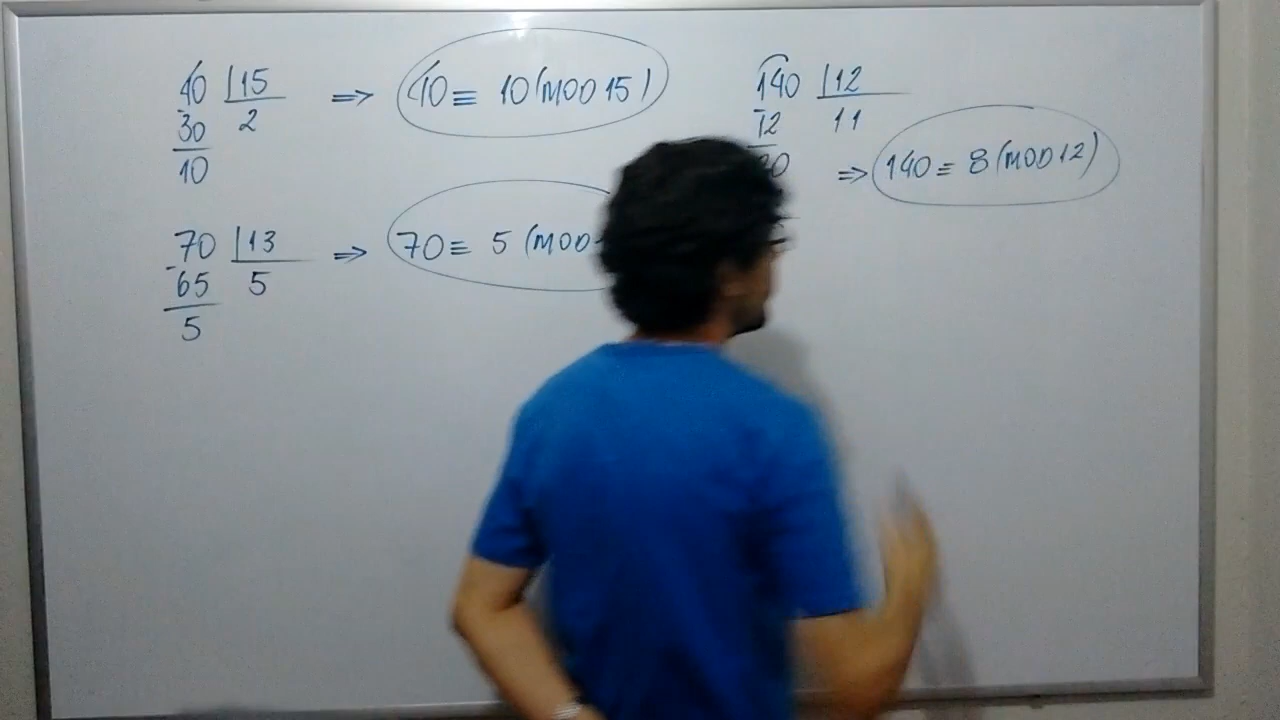 40 |15 ⇒ 40 ≡ 10 (MOD 15)
30 2
10
70 |13 ⇒ 70 ≡ 5 (MOD
-65 5
5
140 |12
-12 11
20 ⇒ 140 ≡ 8 (MOD 12)